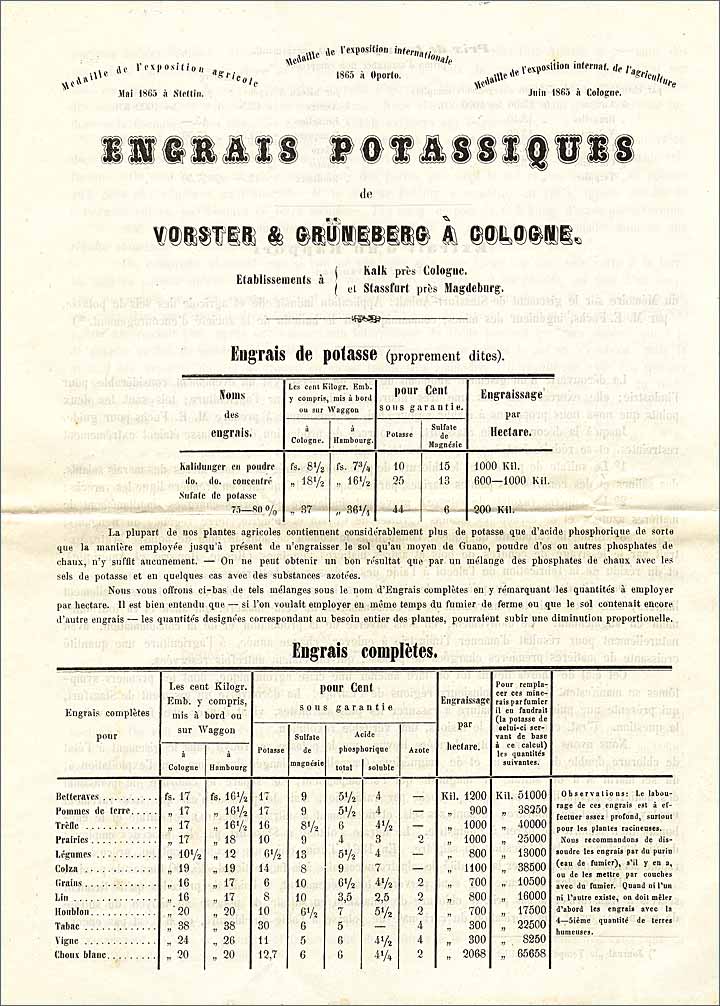 Medaille de l'exposition agricole
Mai 1865 à Stettin.
Medaille de l'exposition internationale
1865 à Oporto.
Medaille de l'exposition internat. de l'agriculture
Juin 1865 à Cologne.
ENGRAIS POTASSIQUES
de
VORSTER & GRÜNEBERG À COLOGNE.
Etablissements à { Kalk près Cologne.
et Stassfurt près Magdeburg.
Engrais de potasse (proprement dites).
Noms des engrais. | Les cent Kilogr. Emb. y compris, mis à bord ou sur Waggon | pour Cent sous garantie. | Engraissage par Hectare.
à Cologne. | à Hambourg. | Potasse | Sulfate de Magnésie
Kalidunger en poudre | fs. 8½ | fs. 7¾ | 10 | 15 | 1000 Kil.
do. do. concentré | „ 18½ | „ 16½ | 25 | 13 | 600—1000 Kil.
Sufate de potasse
75—80% | „ 37 | „ 36½ | 44 | 6 | 200 Kil.
La plupart de nos plantes agricoles contiennent considérablement plus de potasse que d'acide phosphorique de sorte
que la manière employée jusqu'à présent de n'engraisser le sol qu'au moyen de Guano, poudre d'os ou autres phosphates de
chaux, n'y suffit aucunement. — On ne peut obtenir un bon résultat que par un mélange des phosphates de chaux avec les
sels de potasse et en quelques cas avec des substances azotées.
Nous vous offrons ci-bas de tels mélanges sous le nom d'Engrais complètes en y rémarquant les quantités à employer
par hectare. Il est bien entendu que — si l'on voulait employer en même temps du fumier de ferme ou que le sol contenait encore
d'autre engrais — les quantités designées correspondant au besoin entier des plantes, pourraient subir une diminution proportionelle.
Engrais complètes.
Engrais complètes pour | Les cent Kilogr. Emb. y compris, mis à bord ou sur Waggon | pour Cent sous garantie | Engraissage par hectare. | Pour remplacer ces minerais par fumier il en faudrait (la potasse de celui-ci servant de base à ce calcul) les quantités suivantes.
à Cologne | à Hambourg | Potasse | Sulfate de magnésie | Acide phosphorique total | soluble | Azote
Betteraves . . . . . . . . . | fs. 17 | fs. 16½ | 17 | 9 | 5½ | 4 | — | Kil. 1200 | Kil. 51000
Pommes de terre . . . . . | „ 17 | „ 16½ | 17 | 9 | 5½ | 4 | — | „ 900 | „ 38250
Trèfle . . . . . . . . . . . | „ 17 | „ 16½ | 16 | 8½ | 6 | 4½ | — | „ 1000 | „ 40000
Prairies . . . . . . . . . . | „ 17 | „ 18 | 10 | 9 | 4 | 3 | 2 | „ 1000 | „ 25000
Légumes . . . . . . . . . . | „ 10½ | „ 12 | 6½ | 13 | 5½ | 4 | — | „ 800 | „ 13000
Colza . . . . . . . . . . . . | „ 19 | „ 19 | 14 | 8 | 9 | 7 | — | „ 1100 | „ 38500
Grains . . . . . . . . . . . | „ 16 | „ 17 | 6 | 10 | 6½ | 4½ | 2 | „ 700 | „ 10500
Lin . . . . . . . . . . . . . | „ 16 | „ 17 | 8 | 10 | 3,5 | 2,5 | 2 | „ 800 | „ 16000
Houblon . . . . . . . . . . | „ 20 | „ 20 | 10 | 6½ | 7 | 5½ | 2 | „ 700 | „ 17500
Tabac . . . . . . . . . . . . | „ 38 | „ 38 | 30 | 6 | 5 | — | 4 | „ 300 | „ 22500
Vigne . . . . . . . . . . . . | „ 24 | „ 26 | 11 | 5 | 6 | 4½ | 4 | „ 300 | „ 8250
Choux blanc . . . . . . . . | „ 20 | „ 20 | 12,7 | 6 | 6 | 4¼ | 2 | „ 2068 | „ 65658
Observations: Le labou-
rage de ces engrais est à ef-
fectuer assez profond, surtout
pour les plantes racineuses.
Nous recommandons de dis-
soudre les engrais par du purin
(eau de fumier), s'il y en a,
ou de les mettre par couches
avec du fumier. Quand ni l'un
ni l'autre existe, on doit mêler
d'abord les engrais avec la
4—5ième quantité de terres
humeuses.